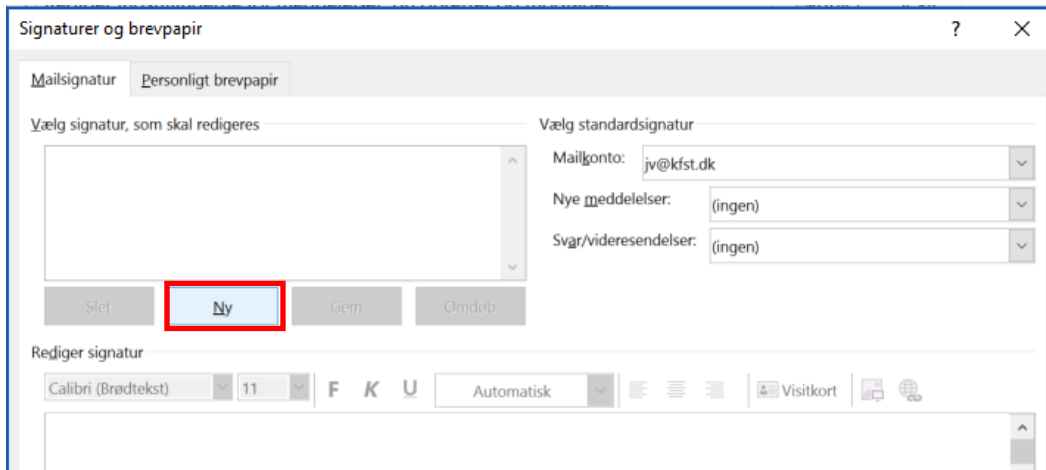 Signaturer og brevpapir ?
Mailsignatur Personligt brevpapir
Vælg signatur, som skal redigeres
Vælg standardsignatur
Mailkonto: jv@kfst.dk
Nye meddelelser: (ingen)
Svar/videresendelser: (ingen)
Slet Ny Gem Omdøb
Rediger signatur
Calibri (Brødtekst) 11 F K U Automatisk Visitkort